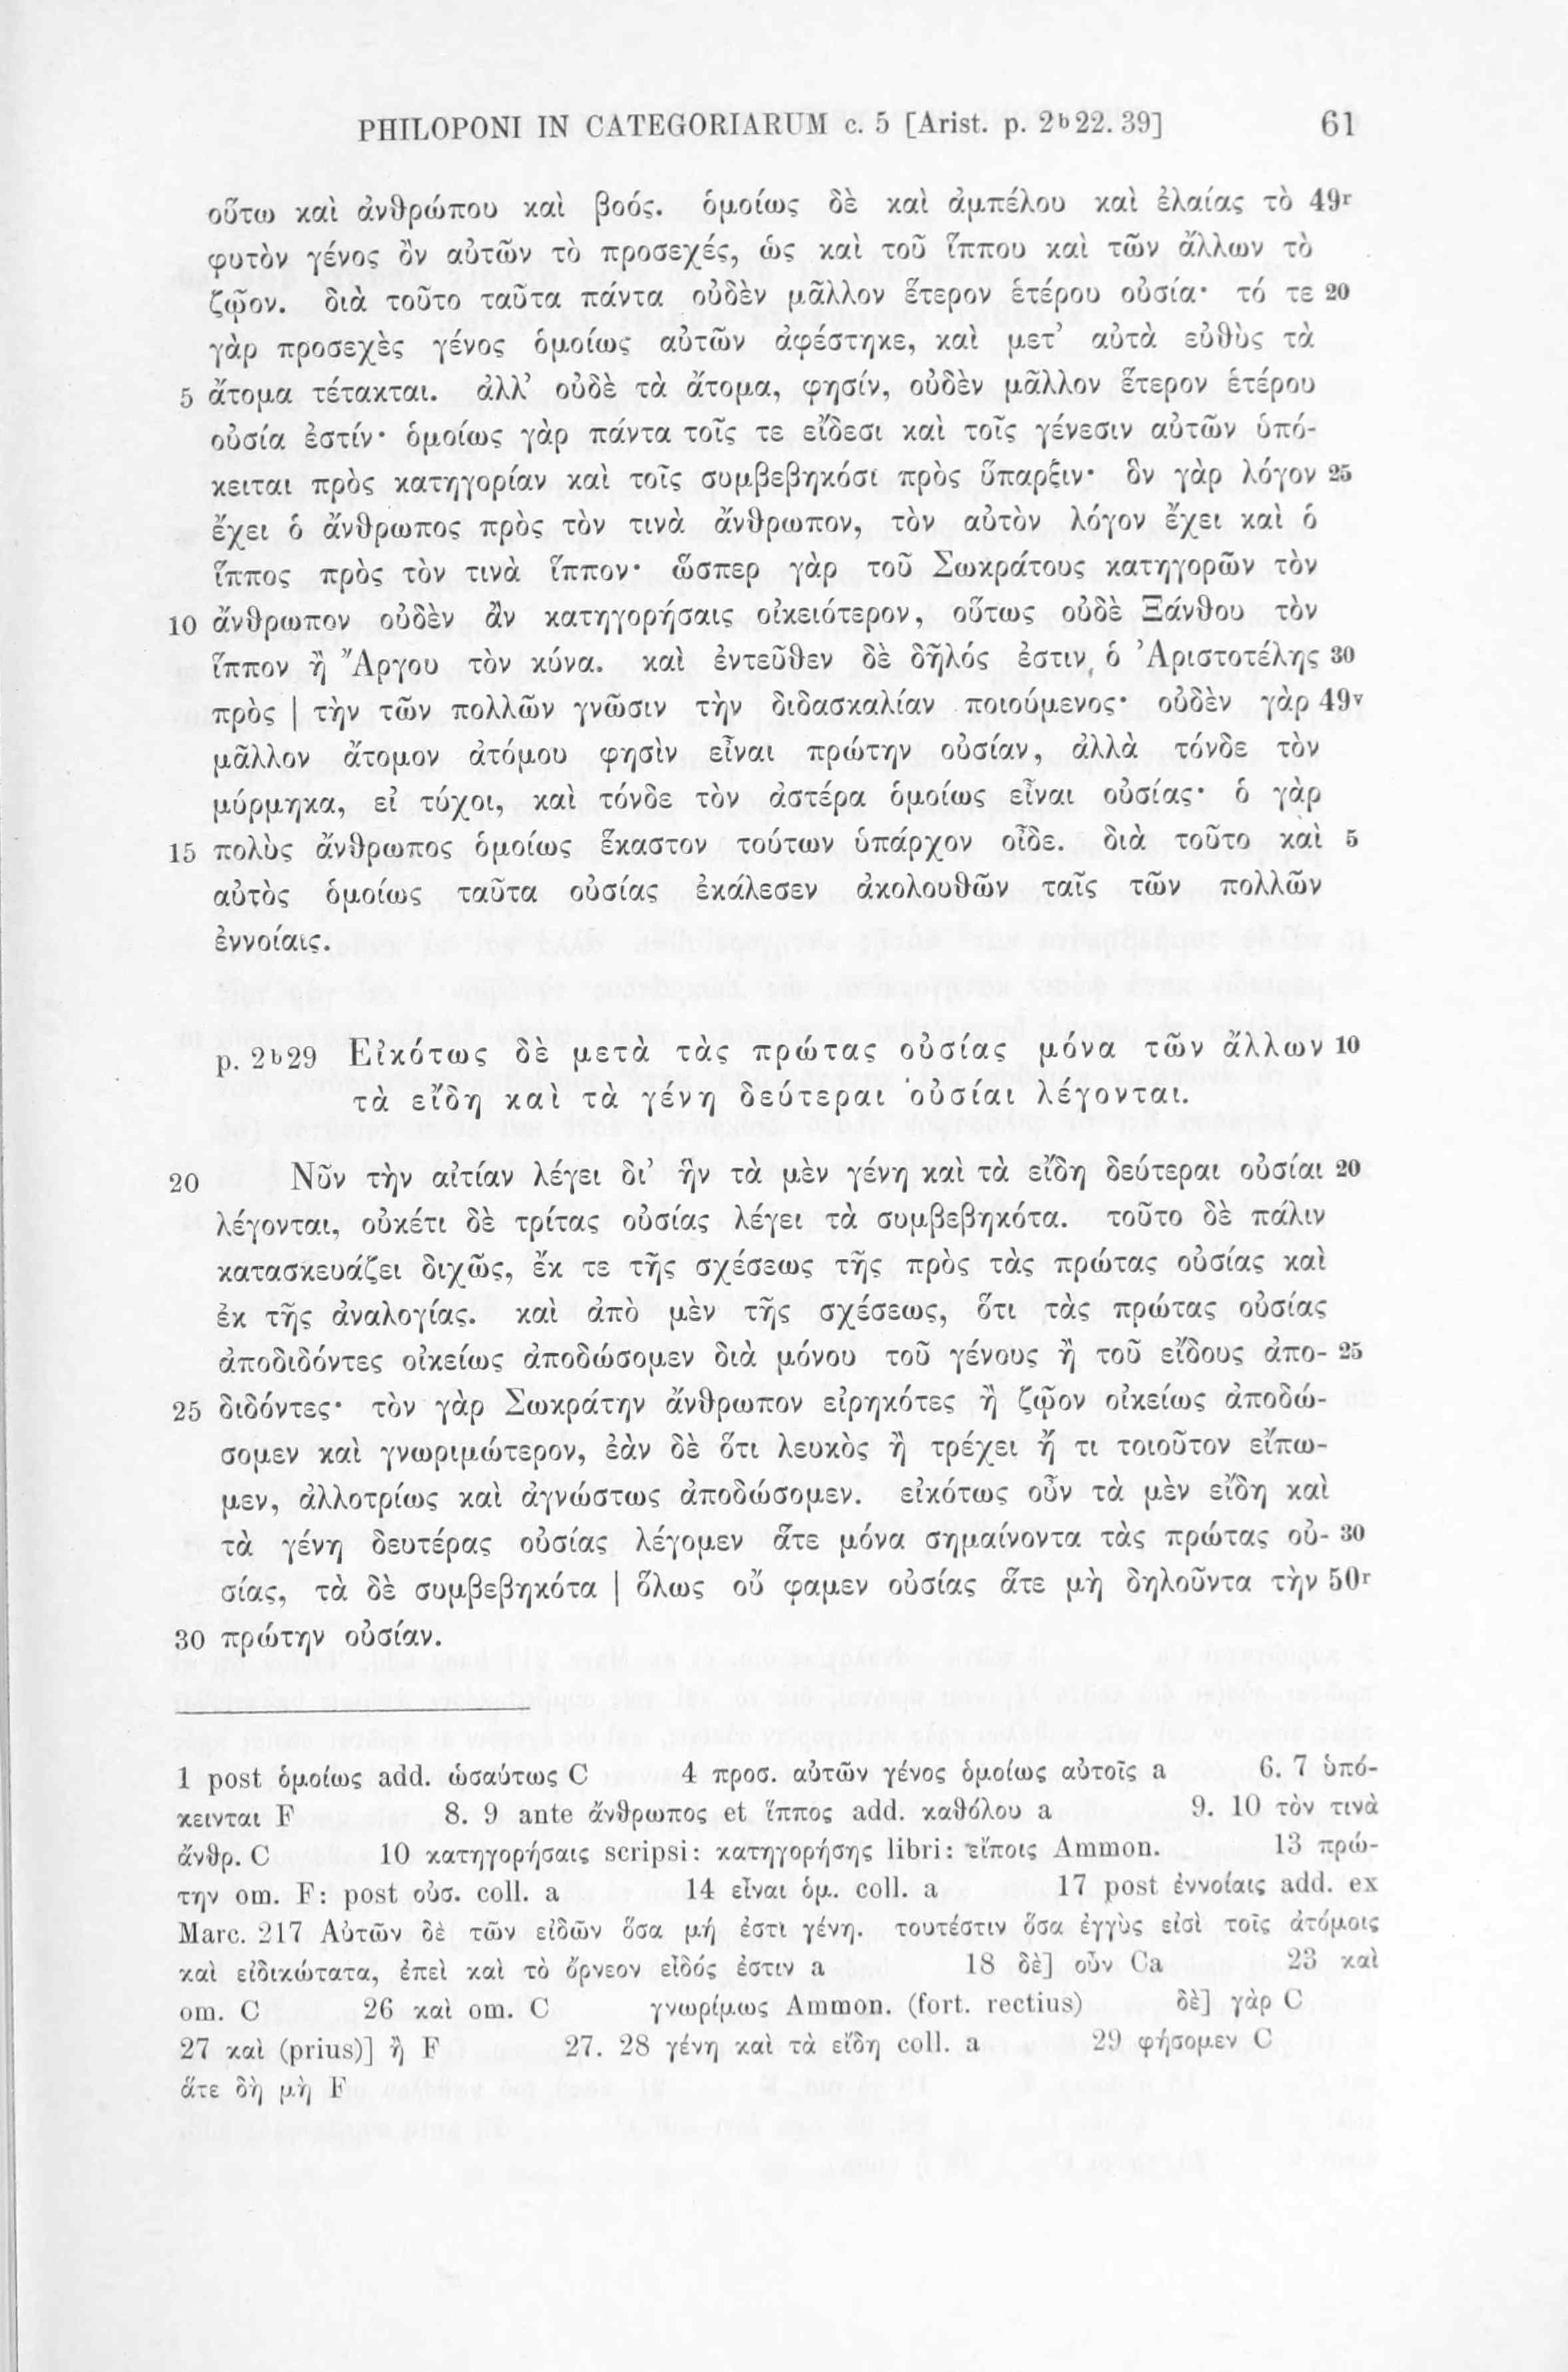 PHILOPONI IN CATEGORIARUM c. 5 [Arist. p. 2b22. 39] 61
οὕτω καὶ ἀνθρώπου καὶ βοός. ὁμοίως δὲ καὶ ἀμπέλου καὶ ἐλαίας τὸ 49r
φυτὸν γένος ὂν αὐτῶν τὸ προσεχές, ὡς καὶ τοῦ ἵππου καὶ τῶν ἄλλων τὸ
ζῷον. διὰ τοῦτο ταῦτα πάντα οὐδὲν μᾶλλον ἕτερον ἑτέρου οὐσία· τό τε 20
γὰρ προσεχὲς γένος ὁμοίως αὐτῶν ἀφέστηκε, καὶ μετ’ αὐτὰ εὐθὺς τὰ
5 ἄτομα τέτακται. ἀλλ’ οὐδὲ τὰ ἄτομα, φησίν, οὐδὲν μᾶλλον ἕτερον ἑτέρου
οὐσία ἐστίν· ὁμοίως γὰρ πάντα τοῖς τε εἴδεσι καὶ τοῖς γένεσιν αὐτῶν ὑπό-
κειται πρὸς κατηγορίαν καὶ τοῖς συμβεβηκόσι πρὸς ὕπαρξιν· ὃν γὰρ λόγον 25
ἔχει ὁ ἄνθρωπος πρὸς τὸν τινὰ ἄνθρωπον, τὸν αὐτὸν λόγον ἔχει καὶ ὁ
ἵππος πρὸς τὸν τινὰ ἵππον· ὥσπερ γὰρ τοῦ Σωκράτους κατηγορῶν τὸν
10 ἄνθρωπον οὐδὲν ἂν κατηγορήσαις οἰκειότερον, οὕτως οὐδὲ Ξάνθου τὸν
ἵππον ἢ Ἄργου τὸν κύνα. καὶ ἐντεῦθεν δὲ δῆλός ἐστιν ὁ Ἀριστοτέλης 30
πρὸς | τὴν τῶν πολλῶν γνῶσιν τὴν διδασκαλίαν ποιούμενος· οὐδὲν γὰρ 49v
μᾶλλον ἄτομον ἀτόμου φησὶν εἶναι πρώτην οὐσίαν, ἀλλὰ τόνδε τὸν
μύρμηκα, εἰ τύχοι, καὶ τόνδε τὸν ἀστέρα ὁμοίως εἶναι οὐσίας· ὁ γὰρ
15 πολὺς ἄνθρωπος ὁμοίως ἕκαστον τούτων ὑπάρχον οἶδε. διὰ τοῦτο καὶ 5
αὐτὸς ὁμοίως ταῦτα οὐσίας ἐκάλεσεν ἀκολουθῶν ταῖς τῶν πολλῶν
ἐννοίαις.
p. 2b29 Εἰκότως δὲ μετὰ τὰς πρώτας οὐσίας μόνα τῶν ἄλλων 10
τὰ εἴδη καὶ τὰ γένη δεύτεραι οὐσίαι λέγονται.
20 Νῦν τὴν αἰτίαν λέγει δι’ ἣν τὰ μὲν γένη καὶ τὰ εἴδη δεύτεραι οὐσίαι 20
λέγονται, οὐκέτι δὲ τρίτας οὐσίας λέγει τὰ συμβεβηκότα. τοῦτο δὲ πάλιν
κατασκευάζει διχῶς, ἔκ τε τῆς σχέσεως τῆς πρὸς τὰς πρώτας οὐσίας καὶ
ἐκ τῆς ἀναλογίας. καὶ ἀπὸ μὲν τῆς σχέσεως, ὅτι τὰς πρώτας οὐσίας
ἀποδιδόντες οἰκείως ἀποδώσομεν διὰ μόνου τοῦ γένους ἢ τοῦ εἴδους ἀπο- 25
25 διδόντες· τὸν γὰρ Σωκράτην ἄνθρωπον εἰρηκότες ἢ ζῷον οἰκείως ἀποδώ-
σομεν καὶ γνωριμώτερον, ἐὰν δὲ ὅτι λευκὸς ἢ τρέχει ἤ τι τοιοῦτον εἴπω-
μεν, ἀλλοτρίως καὶ ἀγνώστως ἀποδώσομεν. εἰκότως οὖν τὰ μὲν εἴδη καὶ
τὰ γένη δευτέρας οὐσίας λέγομεν ἅτε μόνα σημαίνοντα τὰς πρώτας οὐ- 30
σίας, τὰ δὲ συμβεβηκότα | ὅλως οὔ φαμεν οὐσίας ἅτε μὴ δηλοῦντα τὴν 50r
30 πρώτην οὐσίαν.
1 post ὁμοίως add. ὡσαύτως C 4 προσ. αὐτῶν γένος ὁμοίως αὐτοῖς a 6. 7 ὑπό-
κεινται F 8. 9 ante ἄνθρωπος et ἵππος add. καθόλου a 9. 10 τὸν τινὰ
ἄνθρ. C 10 κατηγορήσαις scripsi: κατηγορήσῃς libri: εἴποις Ammon. 13 πρώ-
την om. F: post οὐσ. coll. a 14 εἶναι ὁμ. coll. a 17 post ἐννοίαις add. ex
Marc. 217 Αὐτῶν δὲ τῶν εἰδῶν ὅσα μή ἐστι γένη. τουτέστιν ὅσα ἐγγὺς εἰσὶ τοῖς ἀτόμοις
καὶ εἰδικώτατα, ἐπεὶ καὶ τὸ ὄρνεον εἶδός ἐστιν a 18 δὲ] οὖν Ca 23 καὶ
om. C 26 καὶ om. C γνωρίμως Ammon. (fort. rectius) δὲ] γὰρ C
27 καὶ (prius)] ἢ F 27. 28 γένη καὶ τὰ εἴδη coll. a 29 φήσομεν C
ἅτε δὴ μὴ F